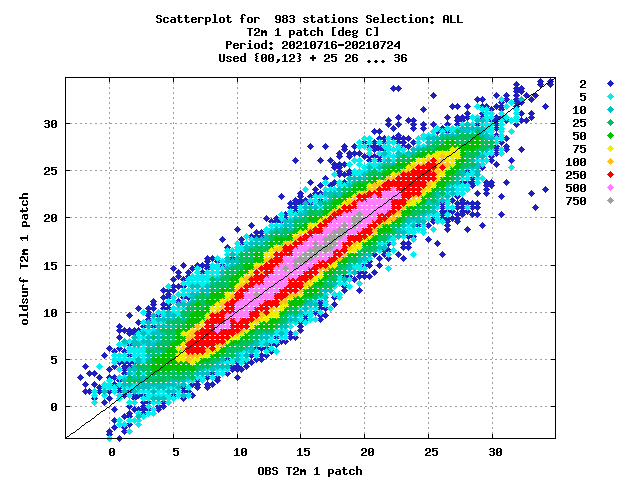 Scatterplot for 983 stations Selection: ALL
T2m 1 patch [deg C]
Period: 20210716-20210724
Used {00,12} + 25 26 ... 36
2
5
10
25
50
75
100
250
500
750
30
25
20
15
10
5
0
oldsurf T2m 1 patch
0 5 10 15 20 25 30
OBS T2m 1 patch